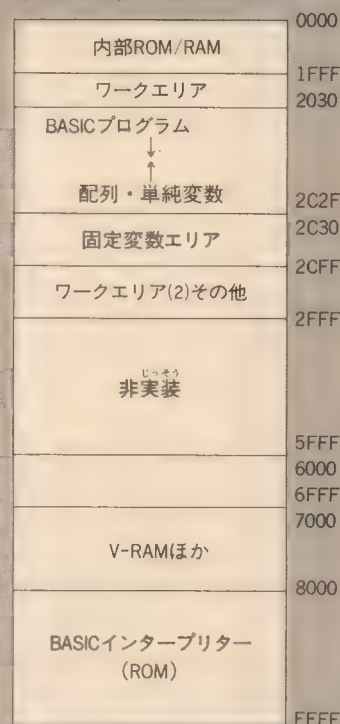 0000
内部ROM/RAM
1FFF
ワークエリア
2030
BASICプログラム
↓
↑
配列・単純変数
2C2F
2C30
固定変数エリア
2CFF
ワークエリア(2)その他
2FFF
じっそう
非実装
5FFF
6000
6FFF
7000
V-RAMほか
8000
BASICインタープリター
(ROM)
FFFF